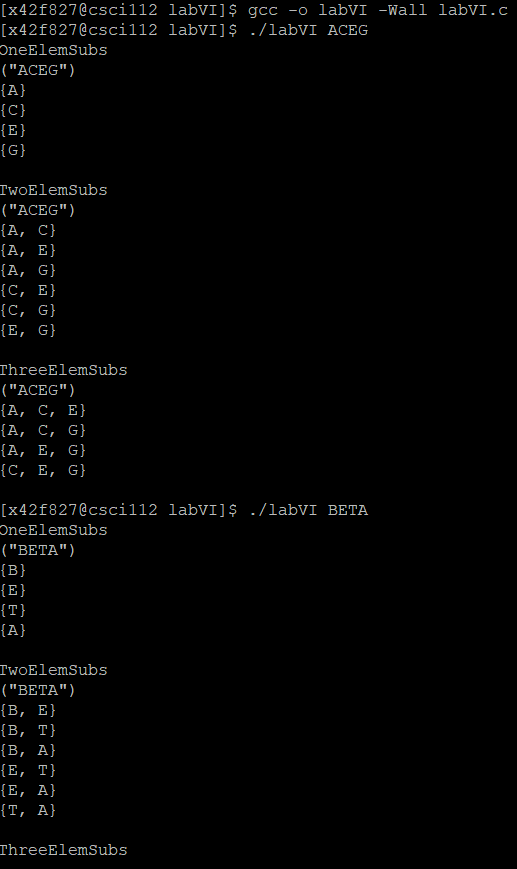 [x42f827@csci112 labVI]$ gcc -o labVI -Wall labVI.c
[x42f827@csci112 labVI]$ ./labVI ACEG
OneElemSubs
("ACEG")
{A}
{C}
{E}
{G}
TwoElemSubs
("ACEG")
{A, C}
{A, E}
{A, G}
{C, E}
{C, G}
{E, G}
ThreeElemSubs
("ACEG")
{A, C, E}
{A, C, G}
{A, E, G}
{C, E, G}
[x42f827@csci112 labVI]$ ./labVI BETA
OneElemSubs
("BETA")
{B}
{E}
{T}
{A}
TwoElemSubs
("BETA")
{B, E}
{B, T}
{B, A}
{E, T}
{E, A}
{T, A}
ThreeElemSubs